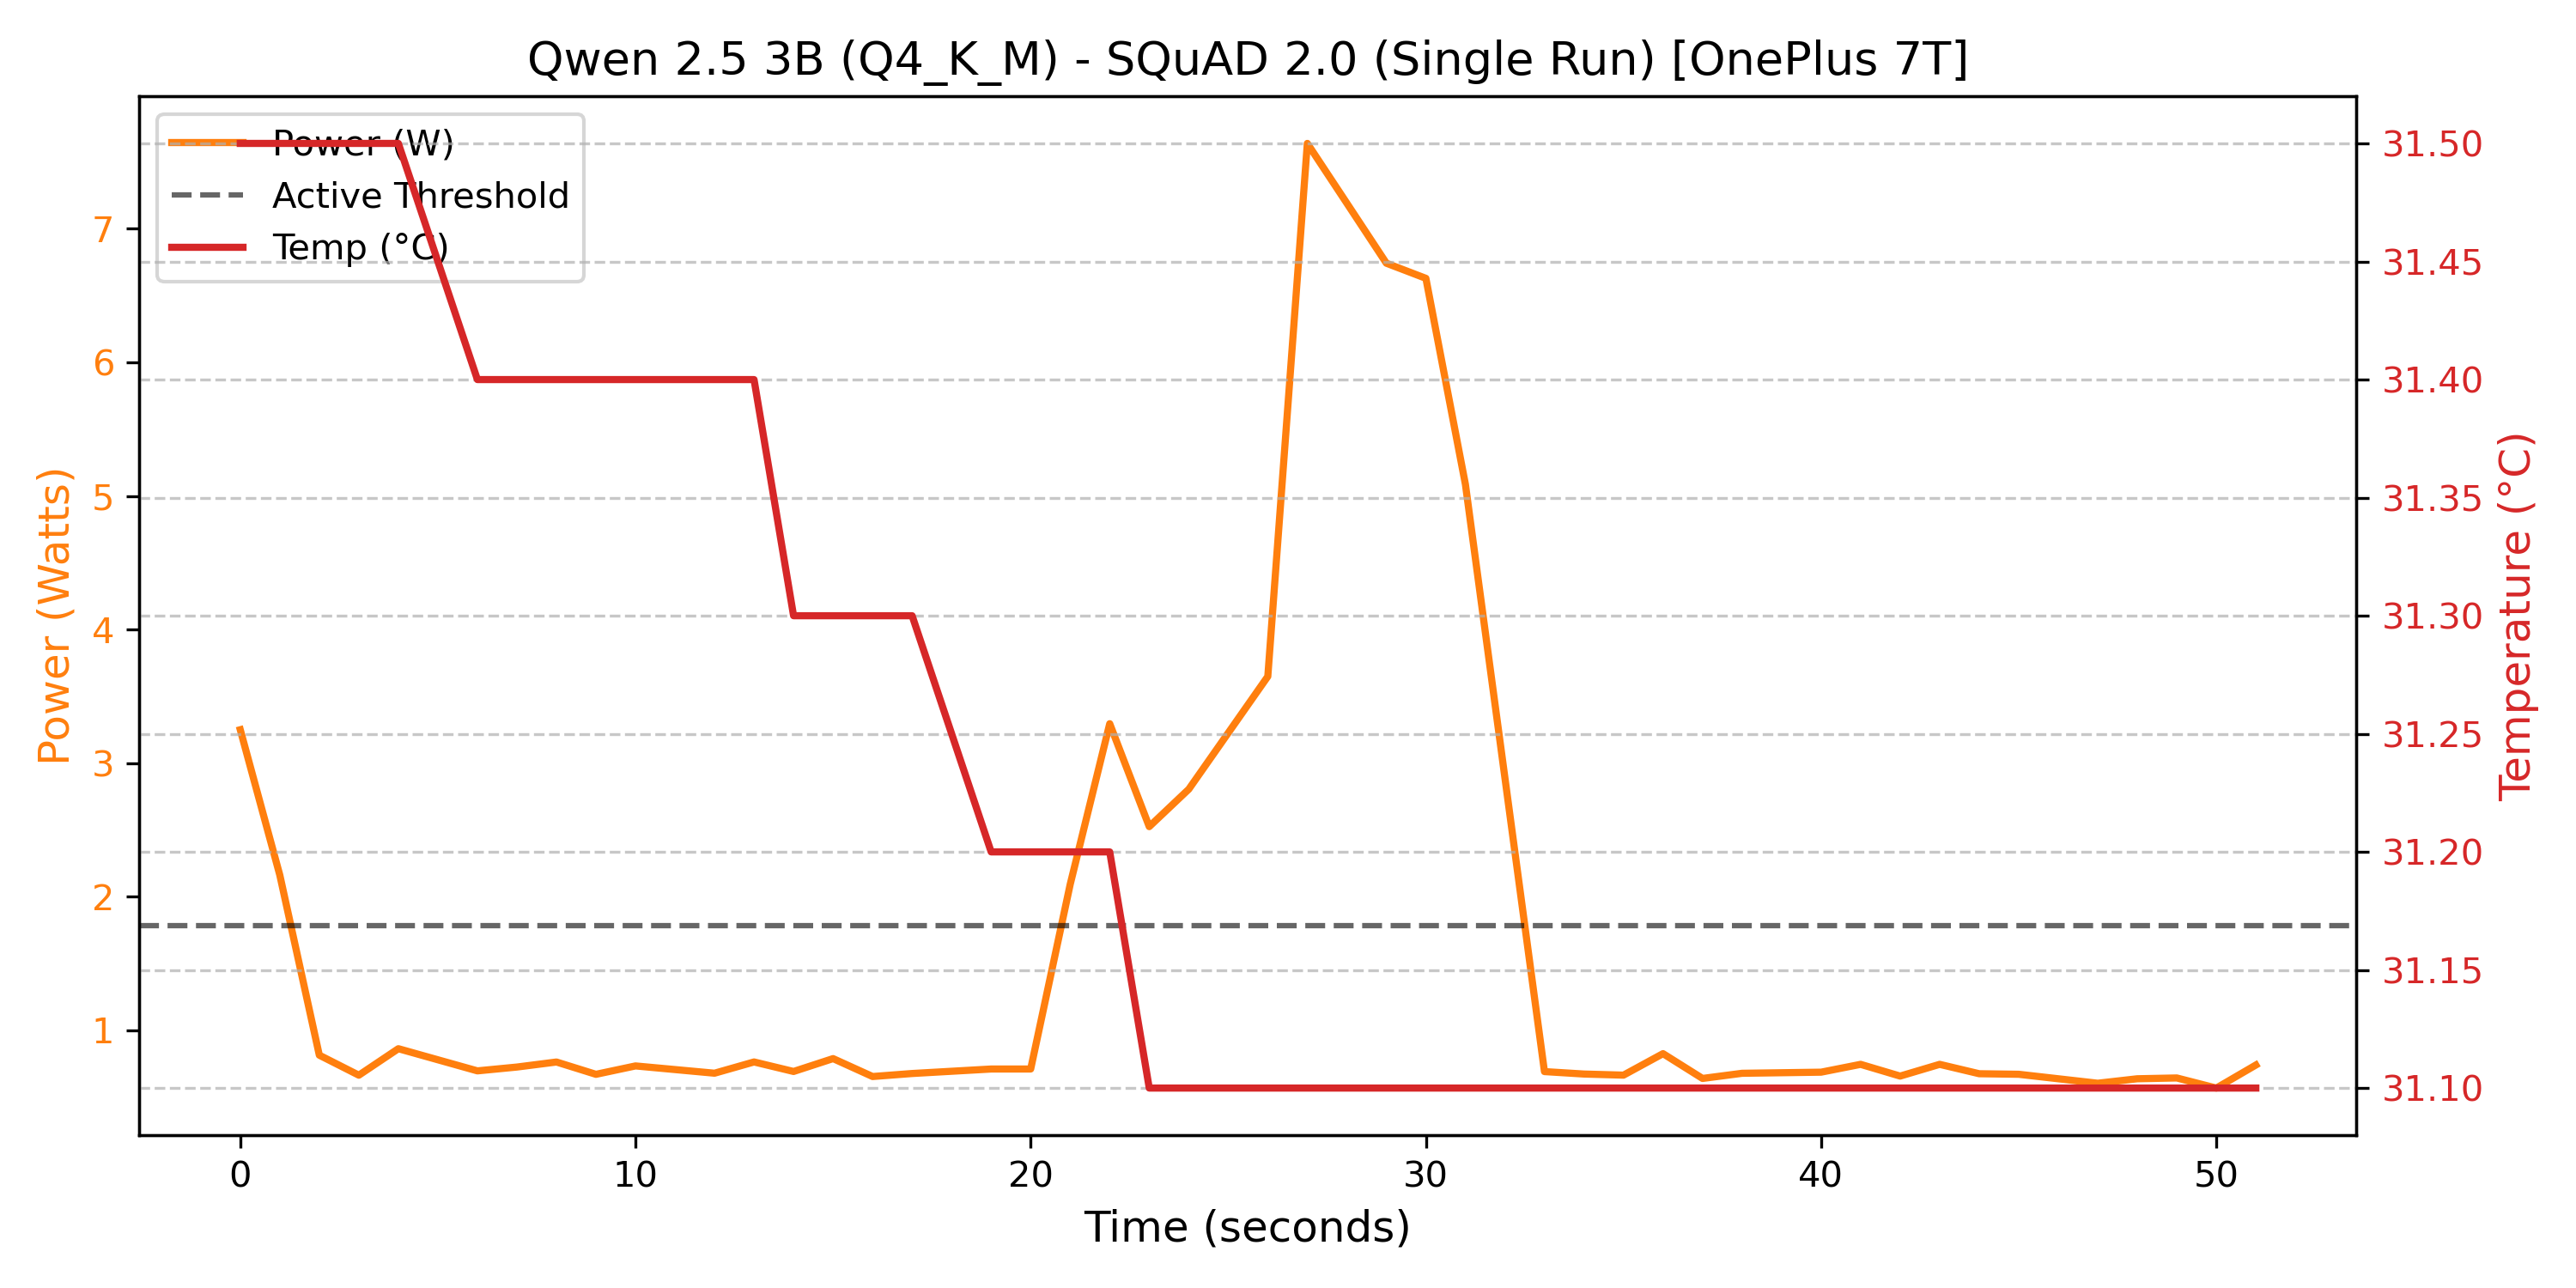 Qwen 2.5 3B (Q4_K_M) - SQuAD 2.0 (Single Run) [OnePlus 7T]
Power (W)
Active Threshold
Temp (°C)
Power (Watts)
7
6
5
4
3
2
1
31.50
31.45
31.40
31.35
31.30
31.25
31.20
31.15
31.10
Temperature (°C)
0 10 20 30 40 50
Time (seconds)